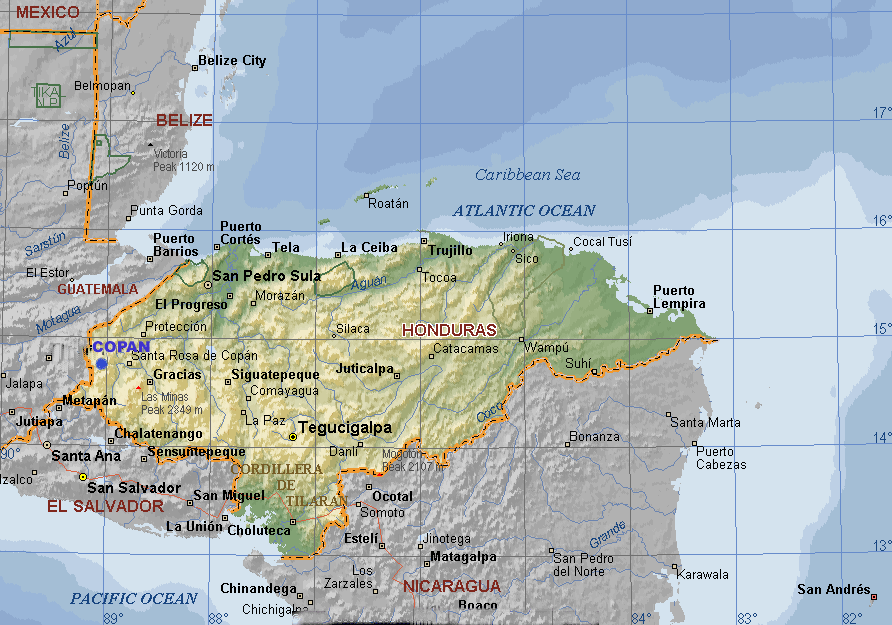 MEXICO
Azul
Belize City
Belmopan
TIKAL
N.P.
17°
BELIZE
Belize
Victoria
Peak 1120 m
Caribbean Sea
Poptún
Roatán
Punta Gorda
ATLANTIC OCEAN
16°
Puerto
Cortés
Sarstún
Puerto
Barrios
Tela
La Ceiba
Trujillo
Iriona
Cocal Tusí
Sico
El Estor
San Pedro Sula
Tocoa
Aguán
GUATEMALA
El Progreso
Morazán
Puerto
Lempira
Motagua
Protección
Silaca
HONDURAS
15°
COPAN
Santa Rosa de Copán
Catacamas
Wampú
Jalapa
Gracias
Siguatepeque
Juticalpa
Suhí
Las Minas
Peak 2849 m
Comayagua
Metapán
Coco
Jutiapa
La Paz
Santa Marta
Chalatenango
Tegucigalpa
Bonanza
14°
90°
Santa Ana
Sensuntepeque
Danlí
Mogotón
Peak 2107 m
Puerto
Cabezas
CORDILLERA
DE
TILARAN
Izalco
San Salvador
San Miguel
Ocotal
Somoto
EL SALVADOR
La Unión
Choluteca
Estelí
Jinotega
Grande
13°
Matagalpa
San Pedro
del Norte
Los
Zarzales
Karawala
Chinandega
NICARAGUA
San Andrés
PACIFIC OCEAN
Chichigalpa
Boaco
89°
88°
84°
83°
82°